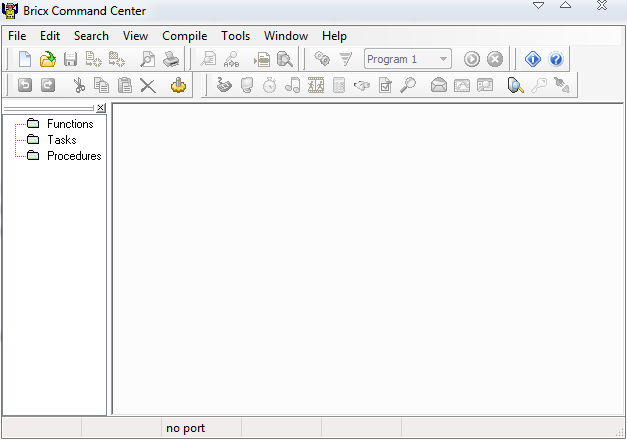 Bricx Command Center
File Edit Search View Compile Tools Window Help
Program 1
Functions
Tasks
Procedures
no port